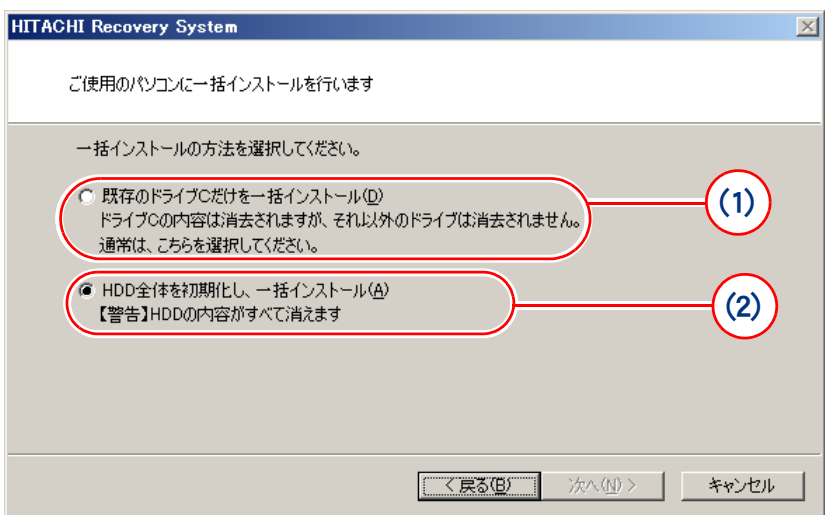 HITACHI Recovery System
ご使用のパソコンに一括インストールを行います
一括インストールの方法を選択してください。
既存のドライブCだけを一括インストール(D)
ドライブCの内容は消去されますが、それ以外のドライブは消去されません。
通常は、こちらを選択してください。
(1)
HDD全体を初期化し、一括インストール(A)
【警告】HDDの内容がすべて消えます
(2)
< 戻る(B)
次へ(N) >
キャンセル